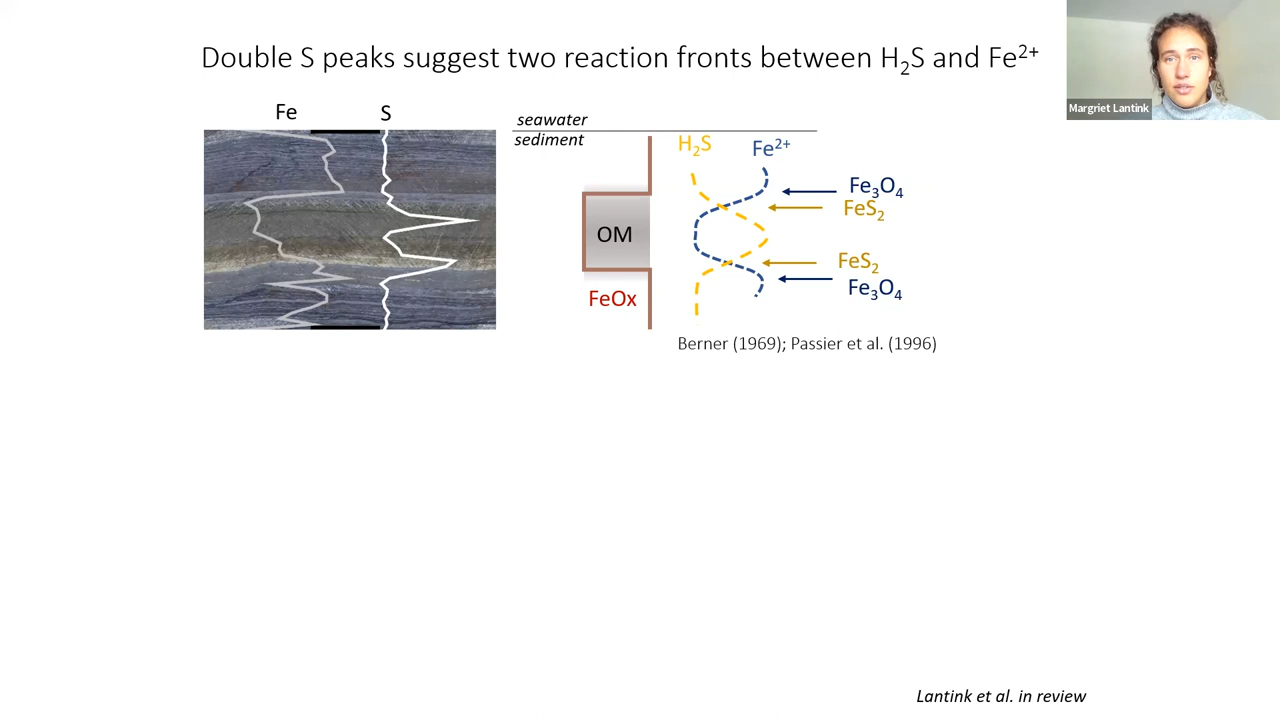 Double S peaks suggest two reaction fronts between H₂S and Fe²⁺
Margriet Lantink
Fe
S
seawater
sediment
H₂S
Fe²⁺
Fe₃O₄
FeS₂
OM
FeS₂
Fe₃O₄
FeOx
Berner (1969); Passier et al. (1996)
Lantink et al. in review